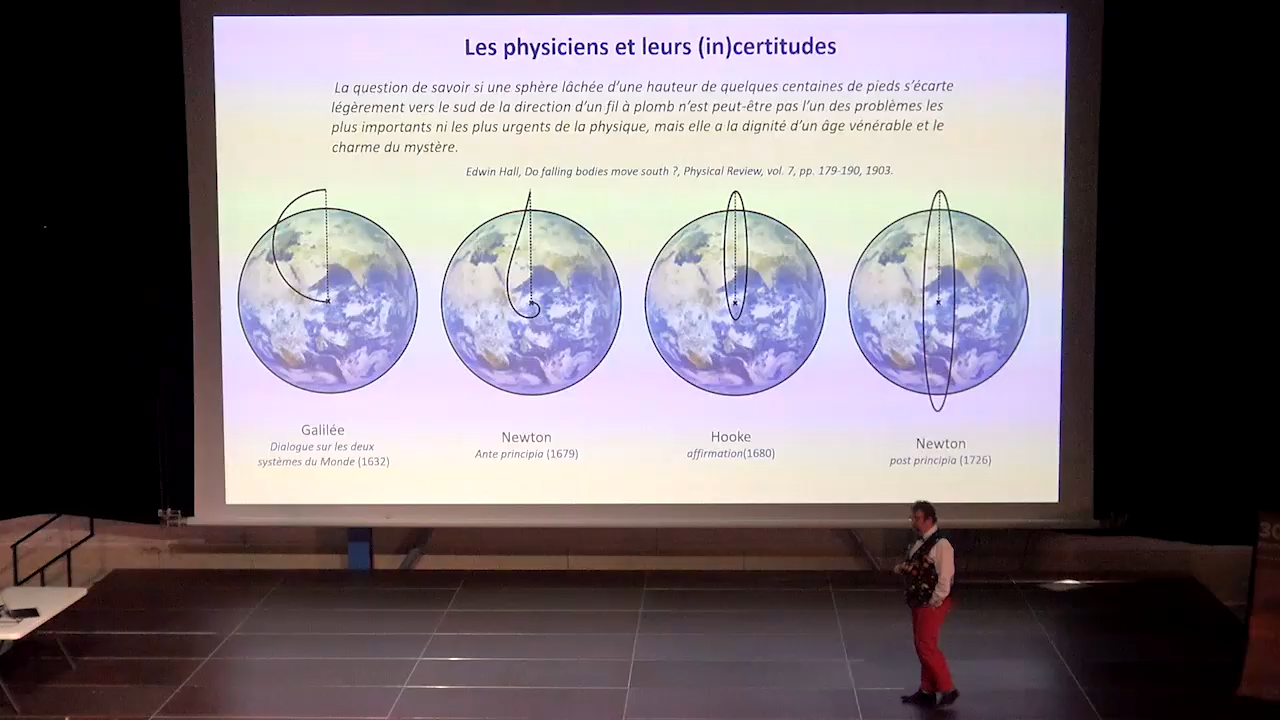 Les physiciens et leurs (in)certitudes
La question de savoir si une sphère lâchée d'une hauteur de quelques centaines de pieds s'écarte
légèrement vers le sud de la direction d'un fil à plomb n'est peut-être pas l'un des problèmes les
plus importants ni les plus urgents de la physique, mais elle a la dignité d'un âge vénérable et le
charme du mystère.
Edwin Hall, Do falling bodies move south ?, Physical Review, vol. 7, pp. 179-190, 1903.
Galilée
Dialogue sur les deux
systèmes du Monde (1632)
Newton
Ante principia (1679)
Hooke
affirmation(1680)
Newton
post principia (1726)
30